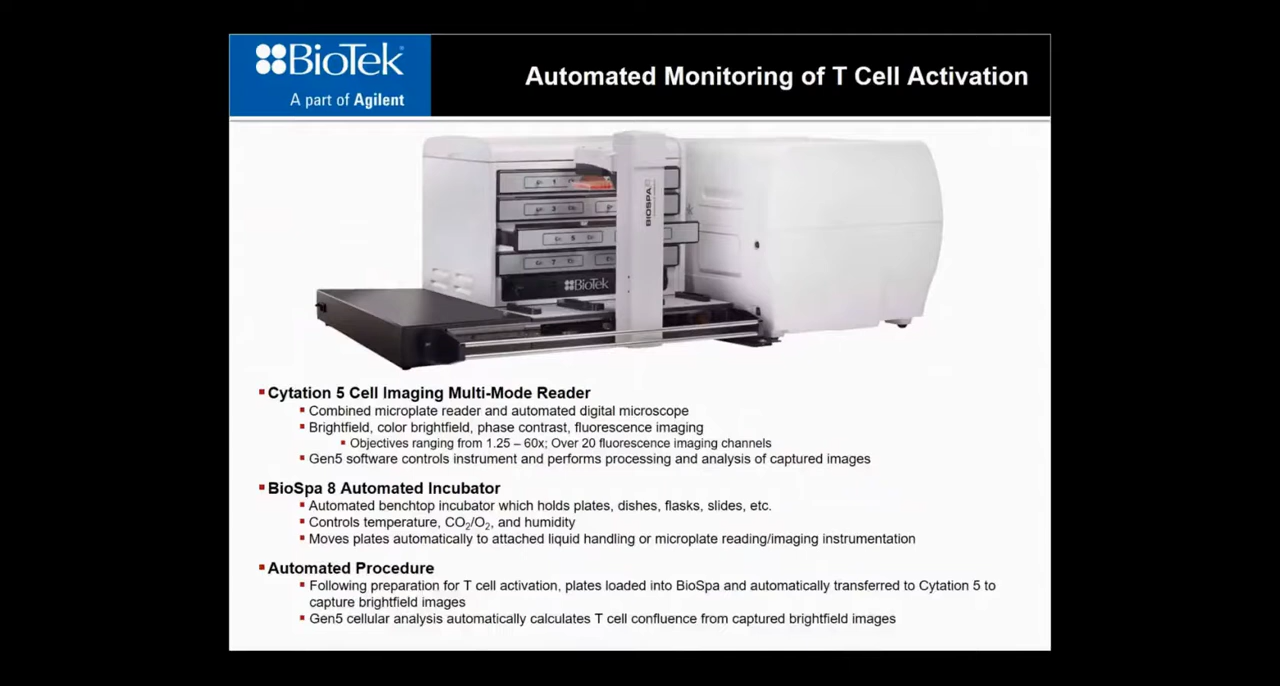 BioTek
A part of Agilent
Automated Monitoring of T Cell Activation
1
3
5
7
BIOSPA
BioTek
Cytation 5 Cell Imaging Multi-Mode Reader
Combined microplate reader and automated digital microscope
Brightfield, color brightfield, phase contrast, fluorescence imaging
Objectives ranging from 1.25 – 60x; Over 20 fluorescence imaging channels
Gen5 software controls instrument and performs processing and analysis of captured images
BioSpa 8 Automated Incubator
Automated benchtop incubator which holds plates, dishes, flasks, slides, etc.
Controls temperature, CO₂/O₂, and humidity
Moves plates automatically to attached liquid handling or microplate reading/imaging instrumentation
Automated Procedure
Following preparation for T cell activation, plates loaded into BioSpa and automatically transferred to Cytation 5 to
capture brightfield images
Gen5 cellular analysis automatically calculates T cell confluence from captured brightfield images